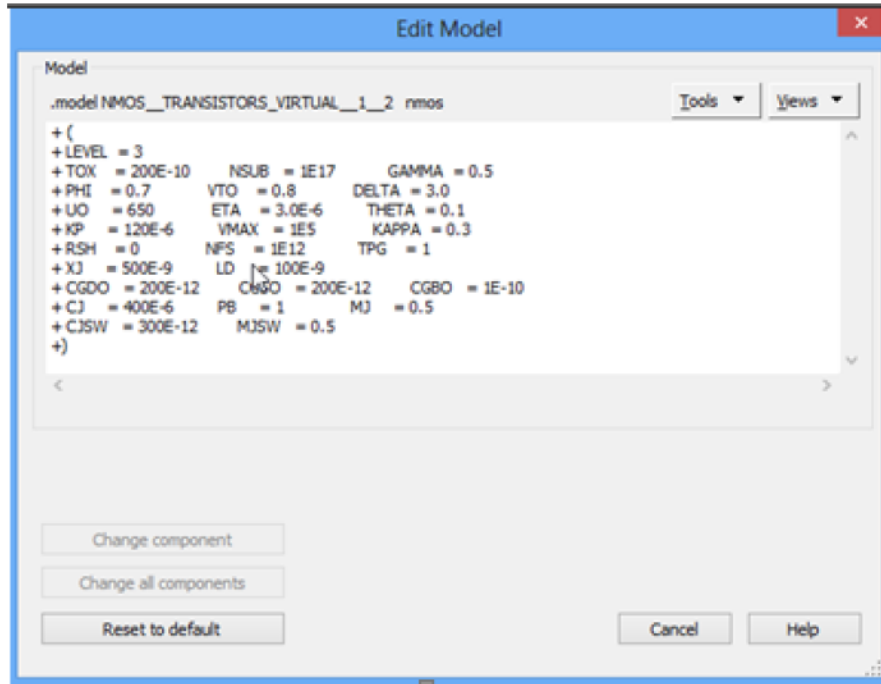 Edit Model
Model
.model NMOS__TRANSISTORS_VIRTUAL__1__2 nmos
Tools
Views
+ (
+ LEVEL = 3
+ TOX = 200E-10 NSUB = 1E17 GAMMA = 0.5
+ PHI = 0.7 VTO = 0.8 DELTA = 3.0
+ UO = 650 ETA = 3.0E-6 THETA = 0.1
+ KP = 120E-6 VMAX = 1E5 KAPPA = 0.3
+ RSH = 0 NFS = 1E12 TPG = 1
+ XJ = 500E-9 LD = 100E-9
+ CGDO = 200E-12 CGSO = 200E-12 CGBO = 1E-10
+ CJ = 400E-6 PB = 1 MJ = 0.5
+ CJSW = 300E-12 MJSW = 0.5
+)
Change component
Change all components
Reset to default
Cancel
Help